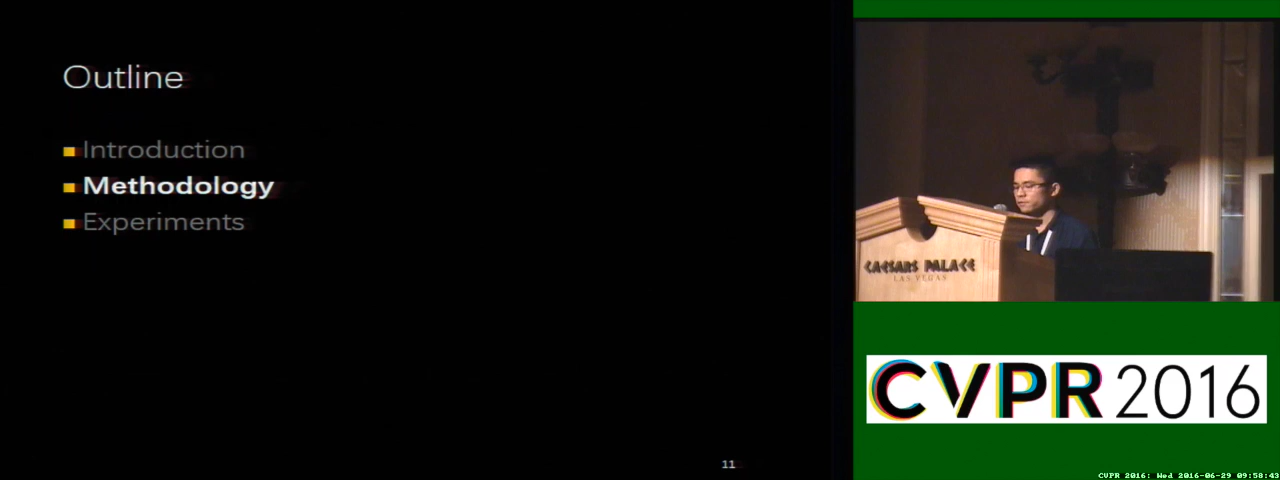 Outline
Introduction
Methodology
Experiments
11
CAESARS PALACE
LAS VEGAS
CVPR 2016
CVPR 2016: Wed 2016-06-29 09:58:43